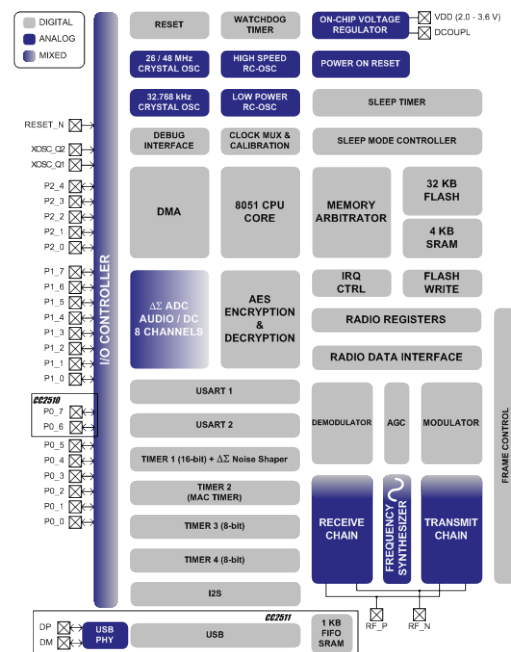 DIGITAL
ANALOG
MIXED
RESET
WATCHDOG
TIMER
ON-CHIP VOLTAGE
REGULATOR
VDD (2.0 - 3.6 V)
DCOUPL
26 / 48 MHz
CRYSTAL OSC
HIGH SPEED
RC-OSC
POWER ON RESET
32.768 kHz
CRYSTAL OSC
LOW POWER
RC-OSC
SLEEP TIMER
DEBUG
INTERFACE
CLOCK MUX &
CALIBRATION
SLEEP MODE CONTROLLER
RESET_N
XOSC_Q2
XOSC_Q1
P2_4
P2_3
P2_2
P2_1
P2_0
P1_7
P1_6
P1_5
P1_4
P1_3
P1_2
P1_1
P1_0
CC2510
P0_7
P0_6
P0_5
P0_4
P0_3
P0_2
P0_1
P0_0
I/O CONTROLLER
DMA
8051 CPU
CORE
MEMORY
ARBITRATOR
32 KB
FLASH
4 KB
SRAM
ΔΣ ADC
AUDIO / DC
8 CHANNELS
AES
ENCRYPTION
&
DECRYPTION
IRQ
CTRL
FLASH
WRITE
RADIO REGISTERS
RADIO DATA INTERFACE
USART 1
USART 2
TIMER 1 (16-bit) + ΔΣ Noise Shaper
TIMER 2
(MAC TIMER)
TIMER 3 (8-bit)
TIMER 4 (8-bit)
I2S
DEMODULATOR
AGC
MODULATOR
RECEIVE
CHAIN
FREQUENCY
SYNTHESIZER
TRANSMIT
CHAIN
FRAME CONTROL
RF_P
RF_N
CC2511
DP
DM
USB
PHY
USB
1 KB
FIFO
SRAM